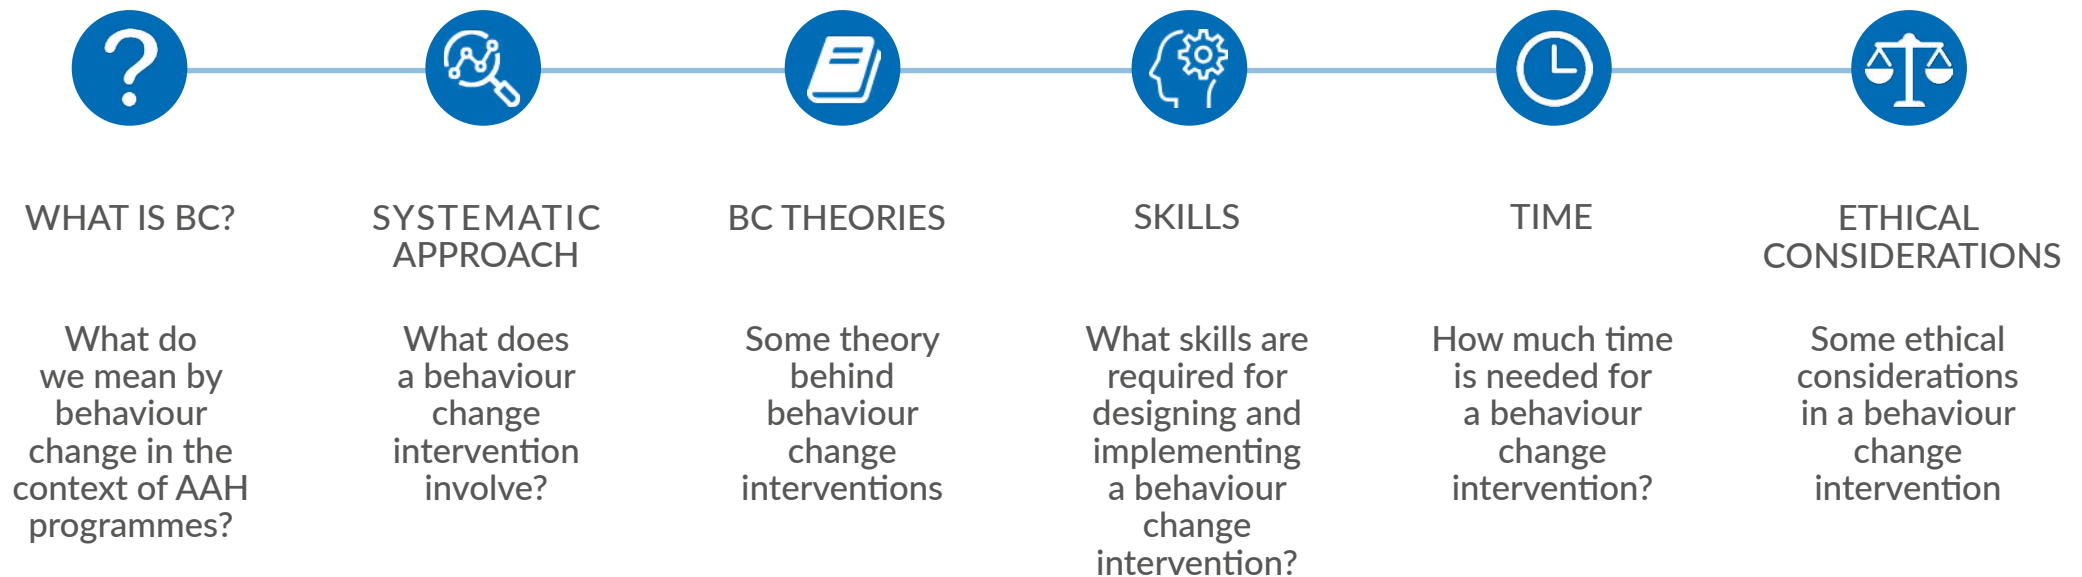 WHAT IS BC?
What do
we mean by
behaviour
change in the
context of AAH
programmes?
SYSTEMATIC
APPROACH
What does
a behaviour
change
intervention
involve?
BC THEORIES
Some theory
behind
behaviour
change
interventions
SKILLS
What skills are
required for
designing and
implementing
a behaviour
change
intervention?
TIME
How much time
is needed for
a behaviour
change
intervention?
ETHICAL
CONSIDERATIONS
Some ethical
considerations
in a behaviour
change
intervention